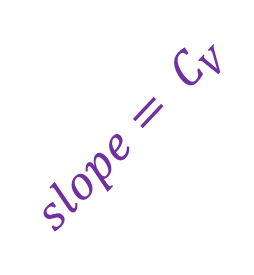 slope = Cᵥ